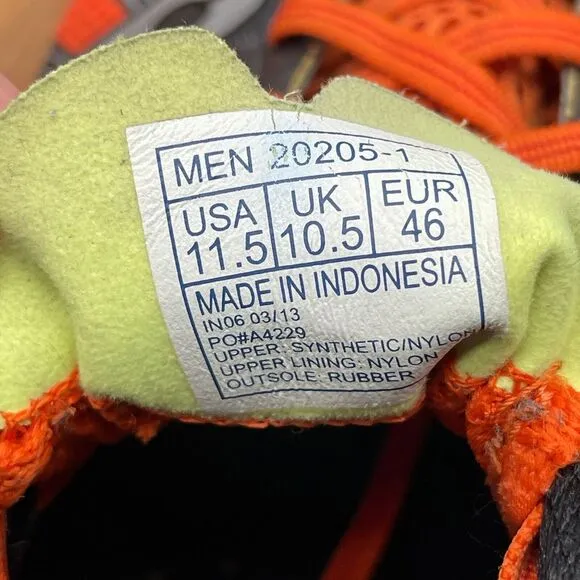 MEN 20205-1
USA UK EUR
11.5 10.5 46
MADE IN INDONESIA
IN06 03/13
PO#A4229
UPPER: SYNTHETIC/NYLON
UPPER LINING: NYLON
OUTSOLE: RUBBER